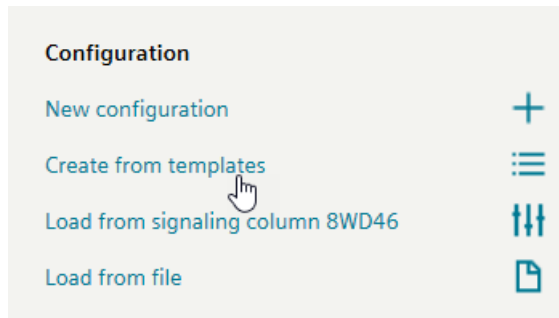 Configuration
New configuration
Create from templates
Load from signaling column 8WD46
Load from file